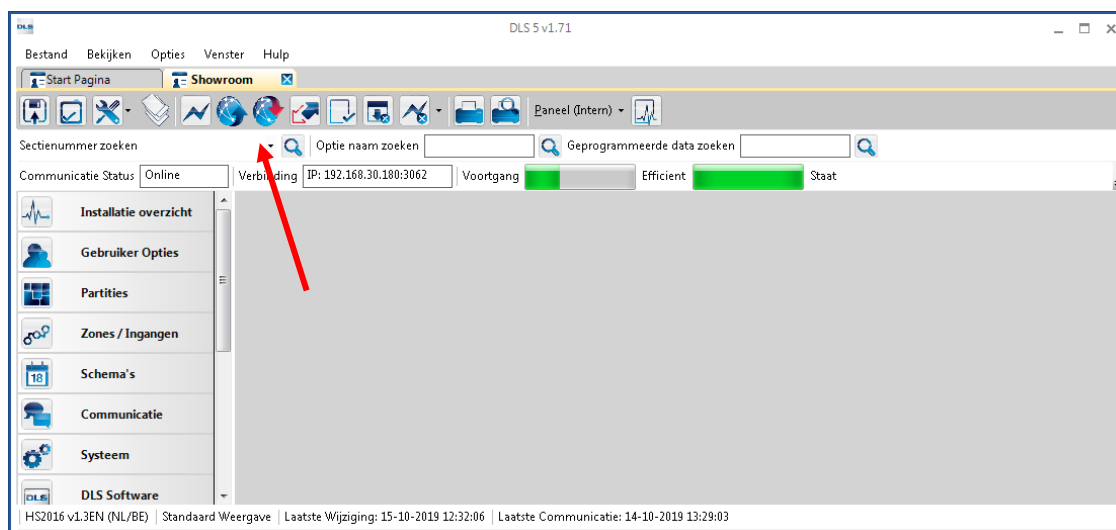 DLS DLS 5 v1.71
Bestand Bekijken Opties Venster Hulp
Start Pagina Showroom
Paneel (Intern)
Sectienummer zoeken Optie naam zoeken Geprogrammeerde data zoeken
Communicatie Status Online Verbinding IP: 192.168.30.180:3062 Voortgang Efficient Staat
Installatie overzicht
Gebruiker Opties
Partities
Zones / Ingangen
18 Schema's
Communicatie
Systeem
DLS DLS Software
HS2016 v1.3EN (NL/BE) Standaard Weergave Laatste Wijziging: 15-10-2019 12:32:06 Laatste Communicatie: 14-10-2019 13:29:03